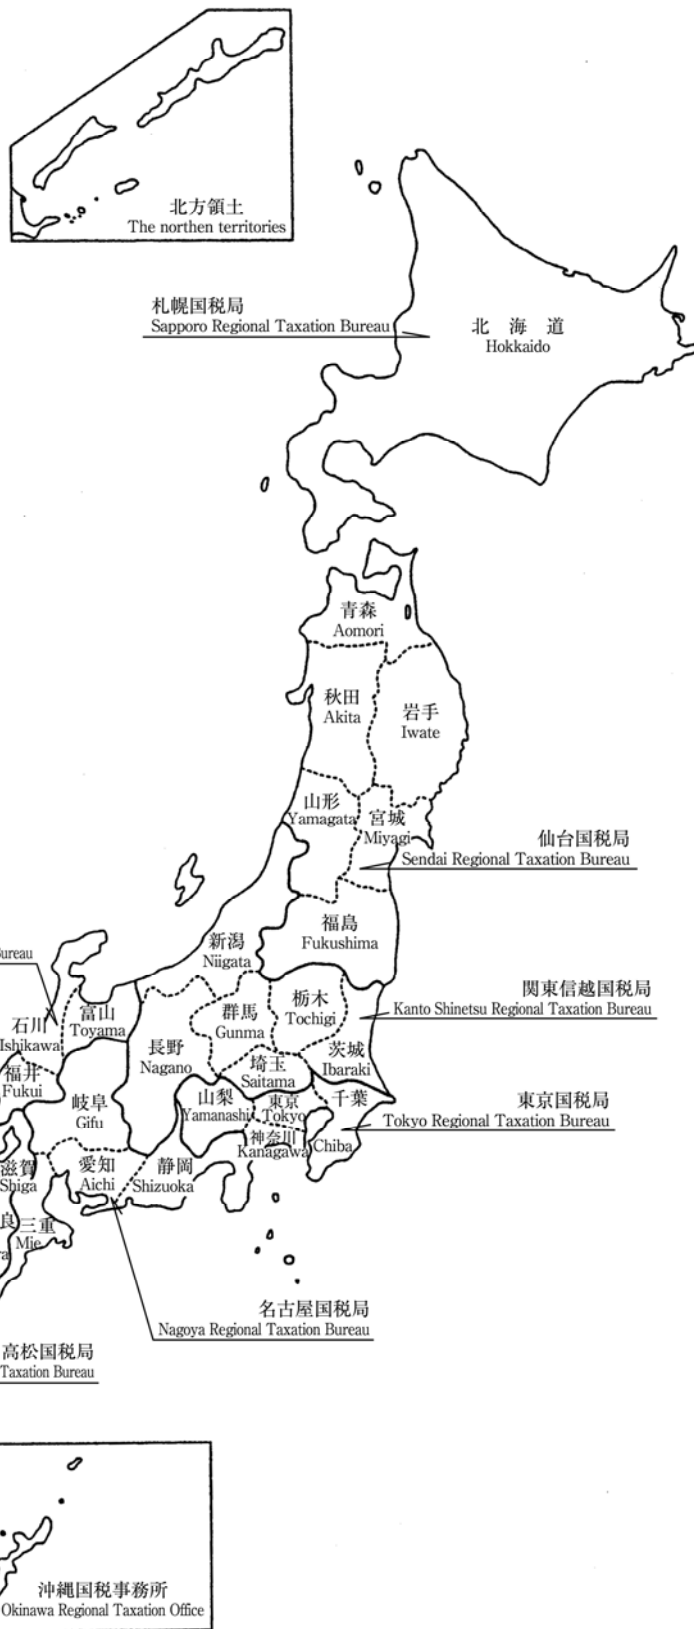 北方領土
The northen territories
札幌国税局
Sapporo Regional Taxation Bureau
北海道
Hokkaido
青森
Aomori
秋田
Akita
岩手
Iwate
山形
Yamagata
宮城
Miyagi
仙台国税局
Sendai Regional Taxation Bureau
福島
Fukushima
新潟
Niigata
石川
Ishikawa
富山
Toyama
群馬
Gunma
栃木
Tochigi
関東信越国税局
Kanto Shinetsu Regional Taxation Bureau
長野
Nagano
茨城
Ibaraki
埼玉
Saitama
福井
Fukui
岐阜
Gifu
山梨
Yamanashi
東京
Tokyo
千葉
Chiba
東京国税局
Tokyo Regional Taxation Bureau
神奈川
Kanagawa
滋賀
Shiga
愛知
Aichi
静岡
Shizuoka
良
三重
Mie
名古屋国税局
Nagoya Regional Taxation Bureau
高松国税局
Taxation Bureau
沖縄国税事務所
Okinawa Regional Taxation Office